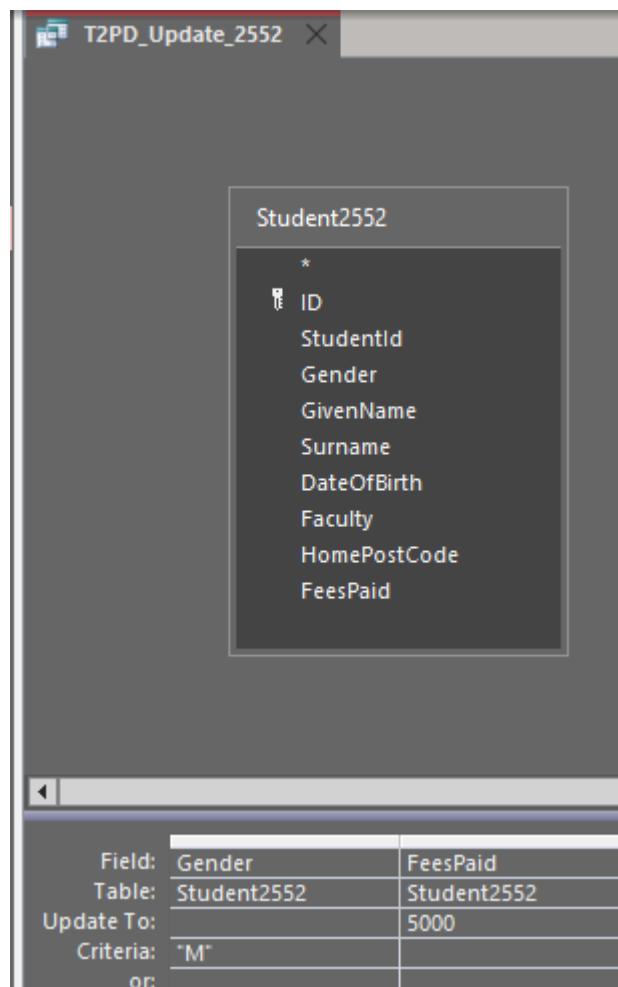 T2PD_Update_2552
Student2552
*
ID
StudentId
Gender
GivenName
Surname
DateOfBirth
Faculty
HomePostCode
FeesPaid
Field: Gender FeesPaid
Table: Student2552 Student2552
Update To: 5000
Criteria: "M"
or: